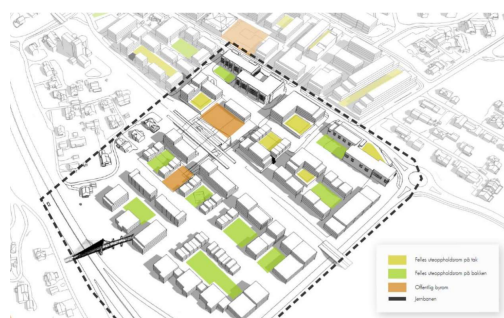 Felles uteoppholdsrom på tak
Felles uteoppholdsrom på bakken
Offentlig byrom
Jernbanen